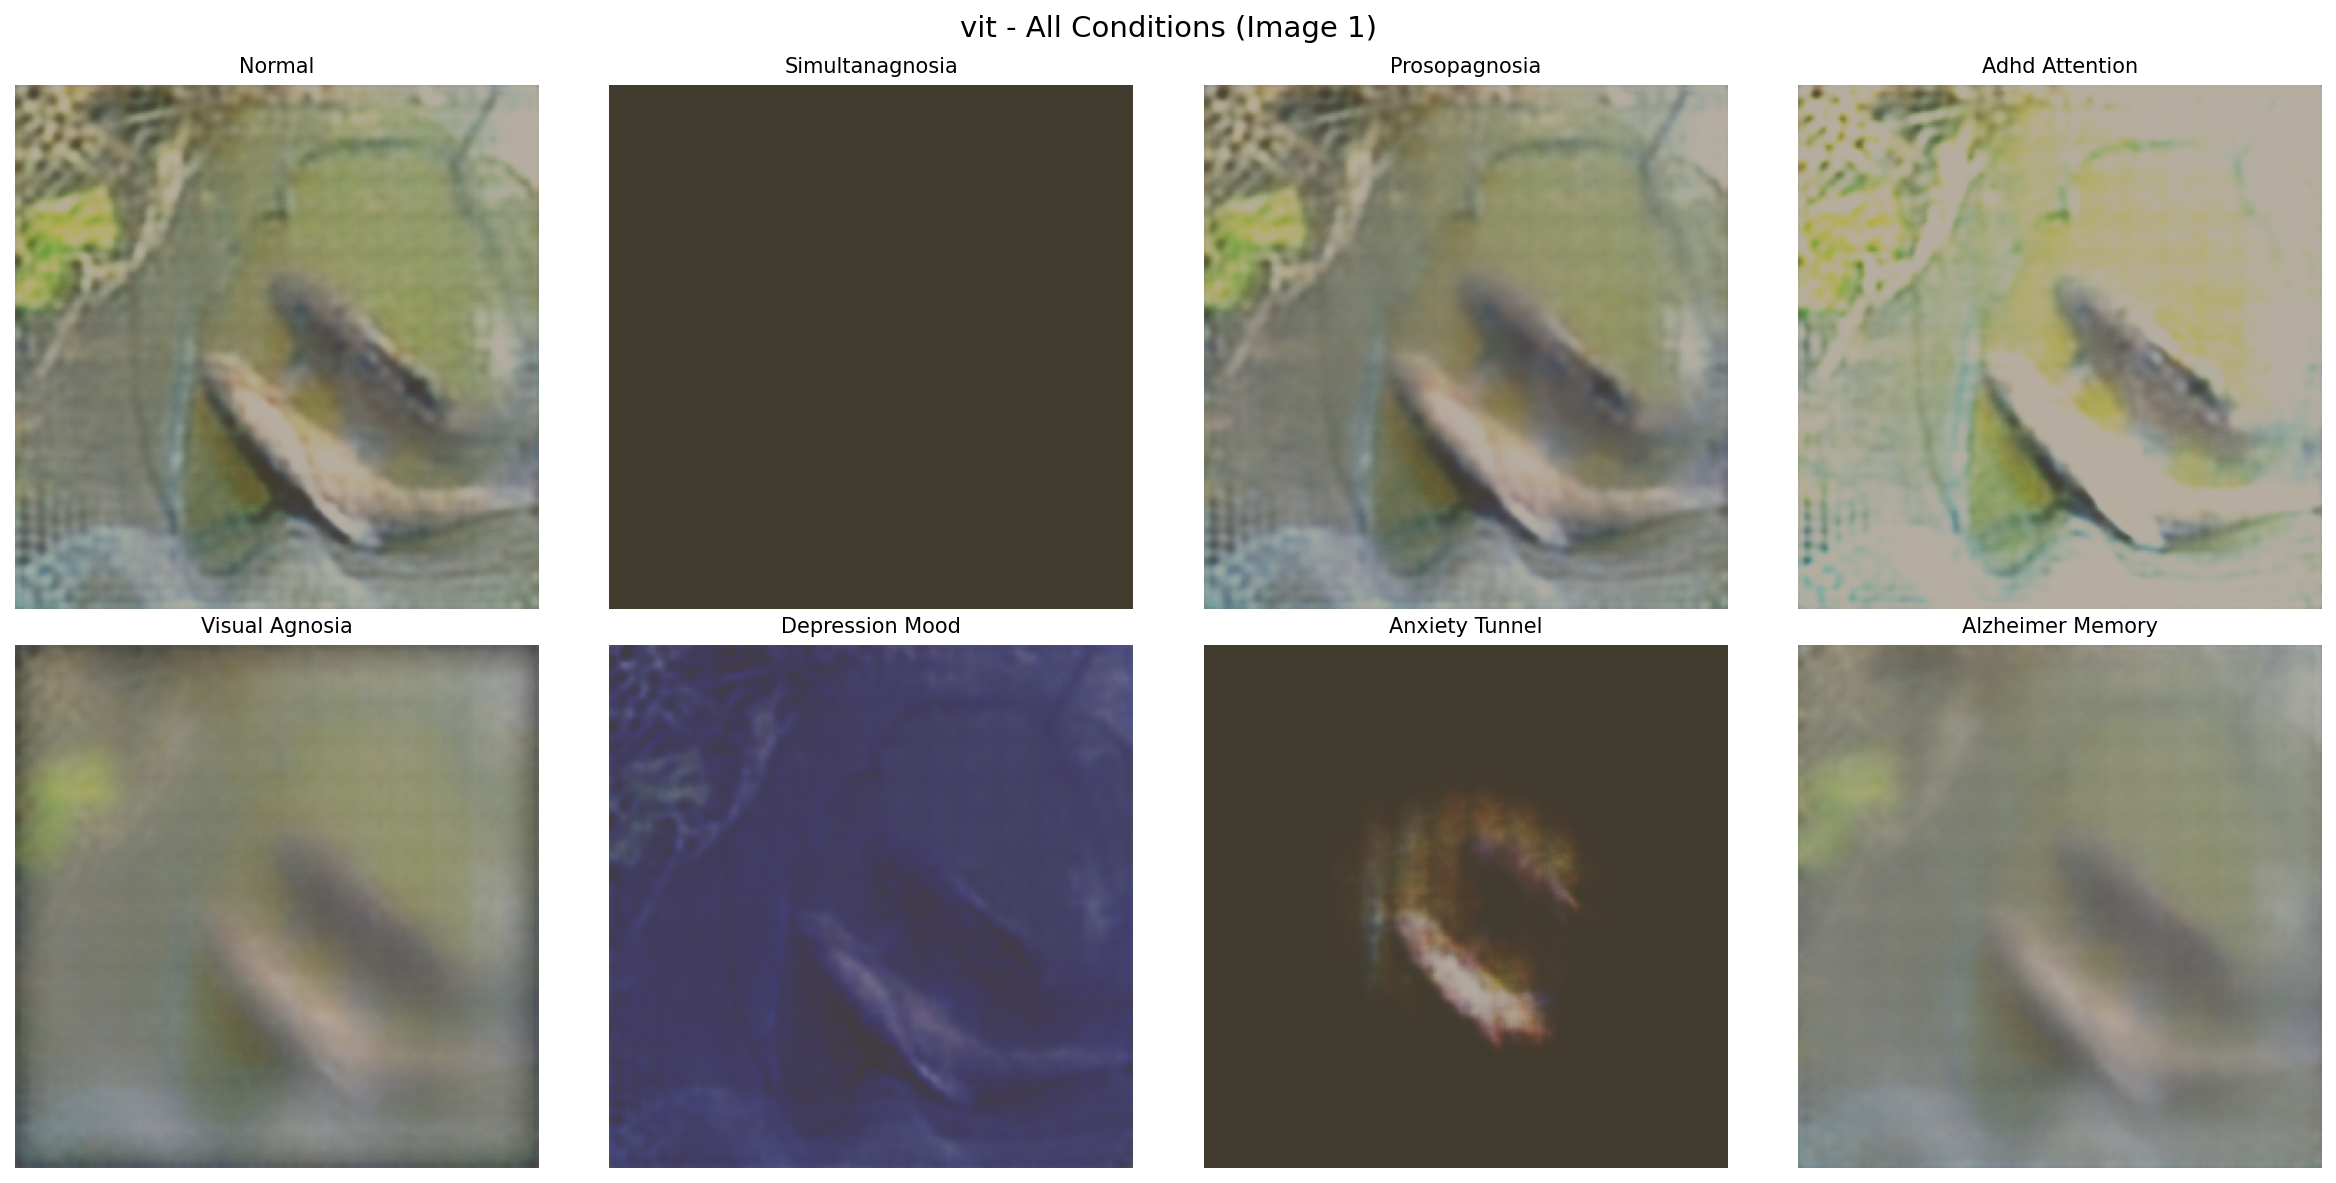 vit - All Conditions (Image 1)
Normal
Simultanagnosia
Prosopagnosia
Adhd Attention
Visual Agnosia
Depression Mood
Anxiety Tunnel
Alzheimer Memory